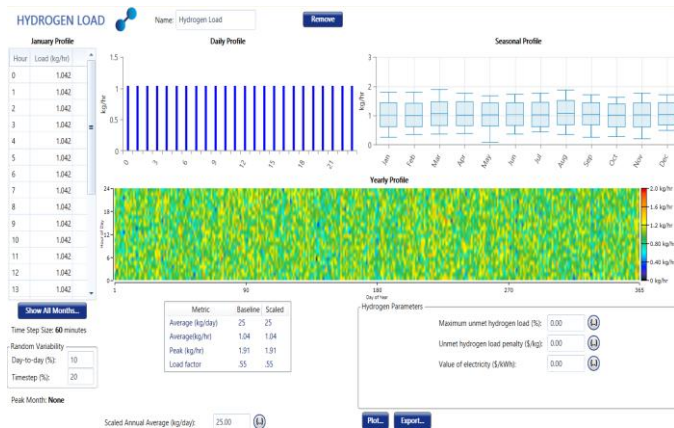 HYDROGEN LOAD
Name: Hydrogen Load
Remove
January Profile
Hour Load (kg/hr)
0 1.042
1 1.042
2 1.042
3 1.042
4 1.042
5 1.042
6 1.042
7 1.042
8 1.042
9 1.042
10 1.042
11 1.042
12 1.042
13 1.042
Show All Months...
Time Step Size: 60 minutes
Random Variability
Day-to-day (%): 10
Timestep (%): 20
Peak Month: None
Daily Profile
kg/hr
1.5
1
0.5
0
0 3 6 9 12 15 18 21
Seasonal Profile
kg/hr
3
2
1
0
Jan Feb Mar Apr May Jun Jul Aug Sep Oct Nov Dec
Yearly Profile
Hour of Day
24
18
12
6
0
1 90 180 270 365
Day of Year
2.0 kg/hr
1.60 kg/hr
1.20 kg/hr
0.80 kg/hr
0.40 kg/hr
0 kg/hr
Metric Baseline Scaled
Average (kg/day) 25 25
Average(kg/hr) 1.04 1.04
Peak (kg/hr) 1.91 1.91
Load factor .55 .55
Hydrogen Parameters
Maximum unmet hydrogen load (%): 0.00 {..}
Unmet hydrogen load penalty ($/kg): 0.00 {..}
Value of electricity ($/kWh): 0.00 {..}
Scaled Annual Average (kg/day): 25.00 {..}
Plot... Export...